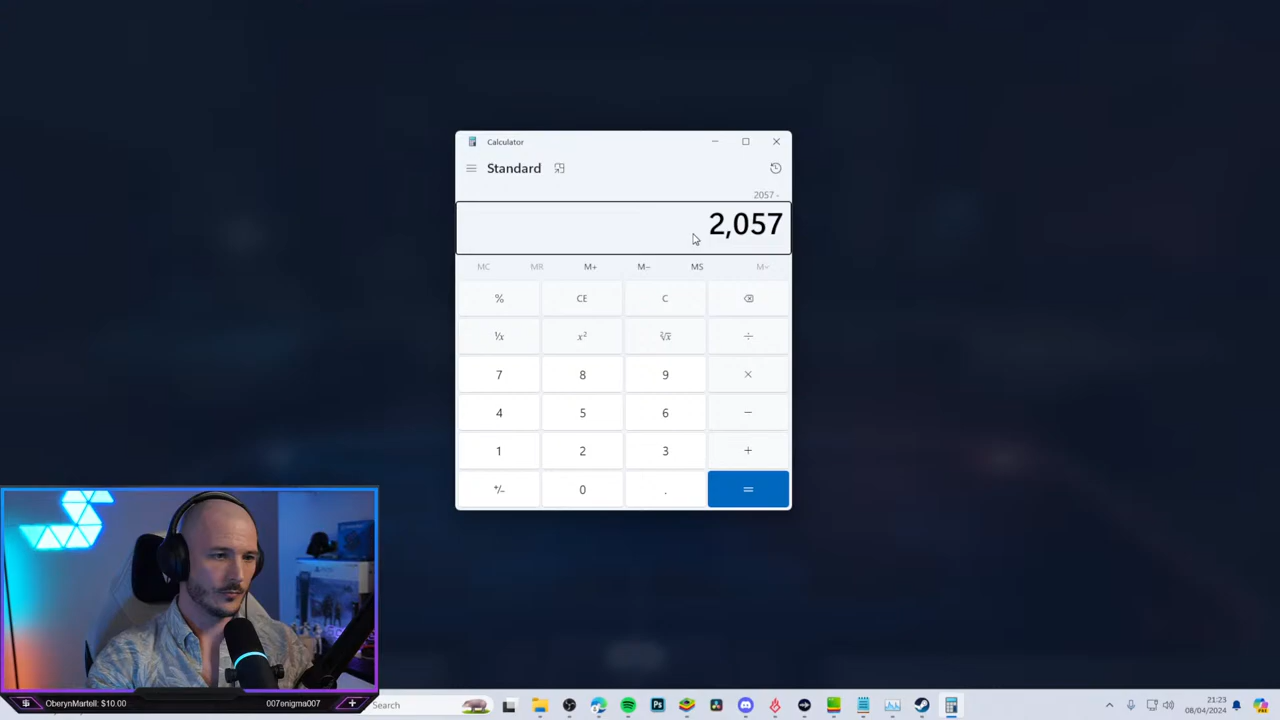 Calculator
Standard
2057 -
2,057
MC MR M+ M− MS M˅
% CE C
¹/x x² ²√x ÷
7 8 9 ×
4 5 6 −
1 2 3 +
+/− 0 . =
OberynMartell: $10.00 007enigma007 +
Search
Ps
21:23
08/04/2024